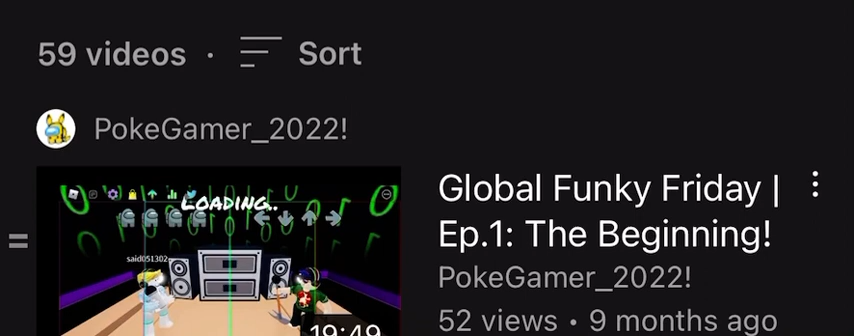 59 videos · Sort
PokeGamer_2022!
LOADING..
said051302
19:49
Global Funky Friday |
Ep.1: The Beginning!
PokeGamer_2022!
52 views • 9 months ago